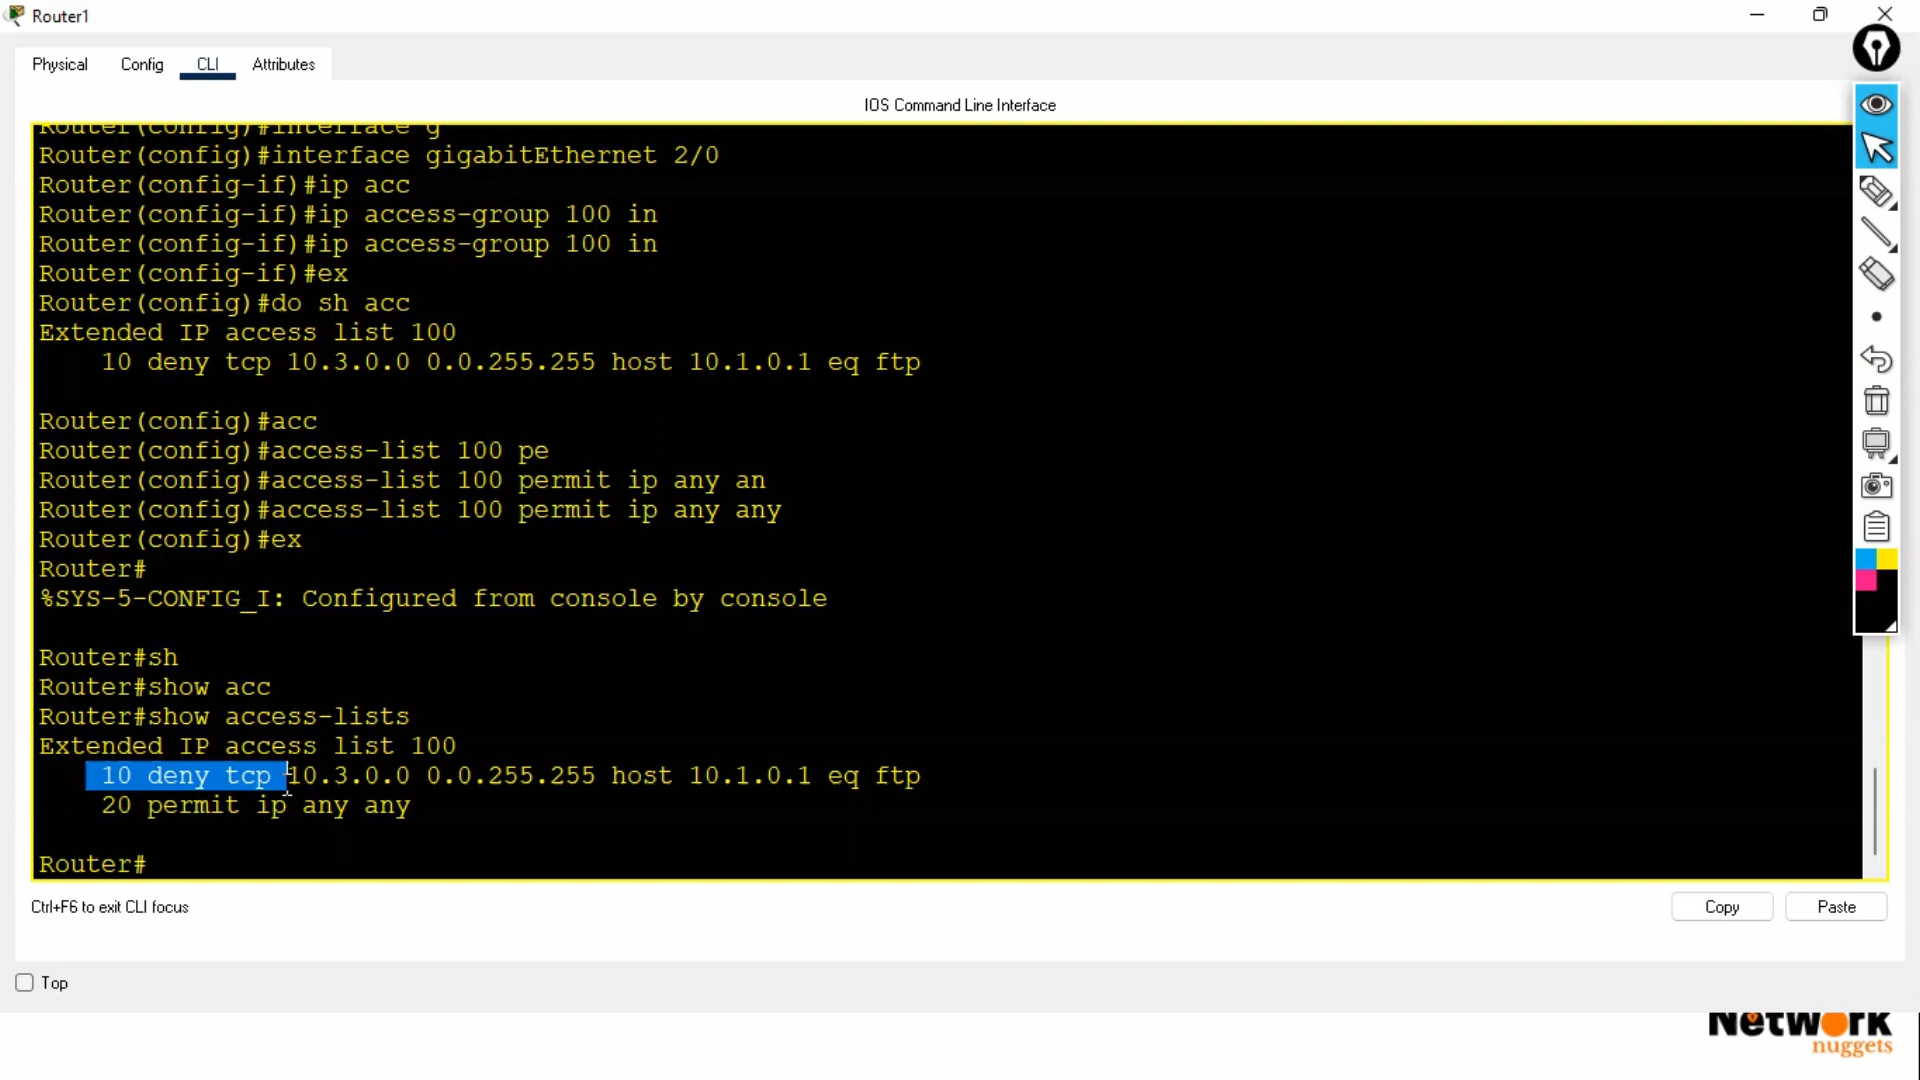 Router1
Physical Config CLI Attributes
IOS Command Line Interface
Router(config)#interface g
Router(config)#interface gigabitEthernet 2/0
Router(config-if)#ip acc
Router(config-if)#ip access-group 100 in
Router(config-if)#ip access-group 100 in
Router(config-if)#ex
Router(config)#do sh acc
Extended IP access list 100
    10 deny tcp 10.3.0.0 0.0.255.255 host 10.1.0.1 eq ftp
Router(config)#acc
Router(config)#access-list 100 pe
Router(config)#access-list 100 permit ip any an
Router(config)#access-list 100 permit ip any any
Router(config)#ex
Router#
%SYS-5-CONFIG_I: Configured from console by console
Router#sh
Router#show acc
Router#show access-lists
Extended IP access list 100
    10 deny tcp 10.3.0.0 0.0.255.255 host 10.1.0.1 eq ftp
    20 permit ip any any
Router#
Ctrl+F6 to exit CLI focus
Copy Paste
Top
Network
nuggets